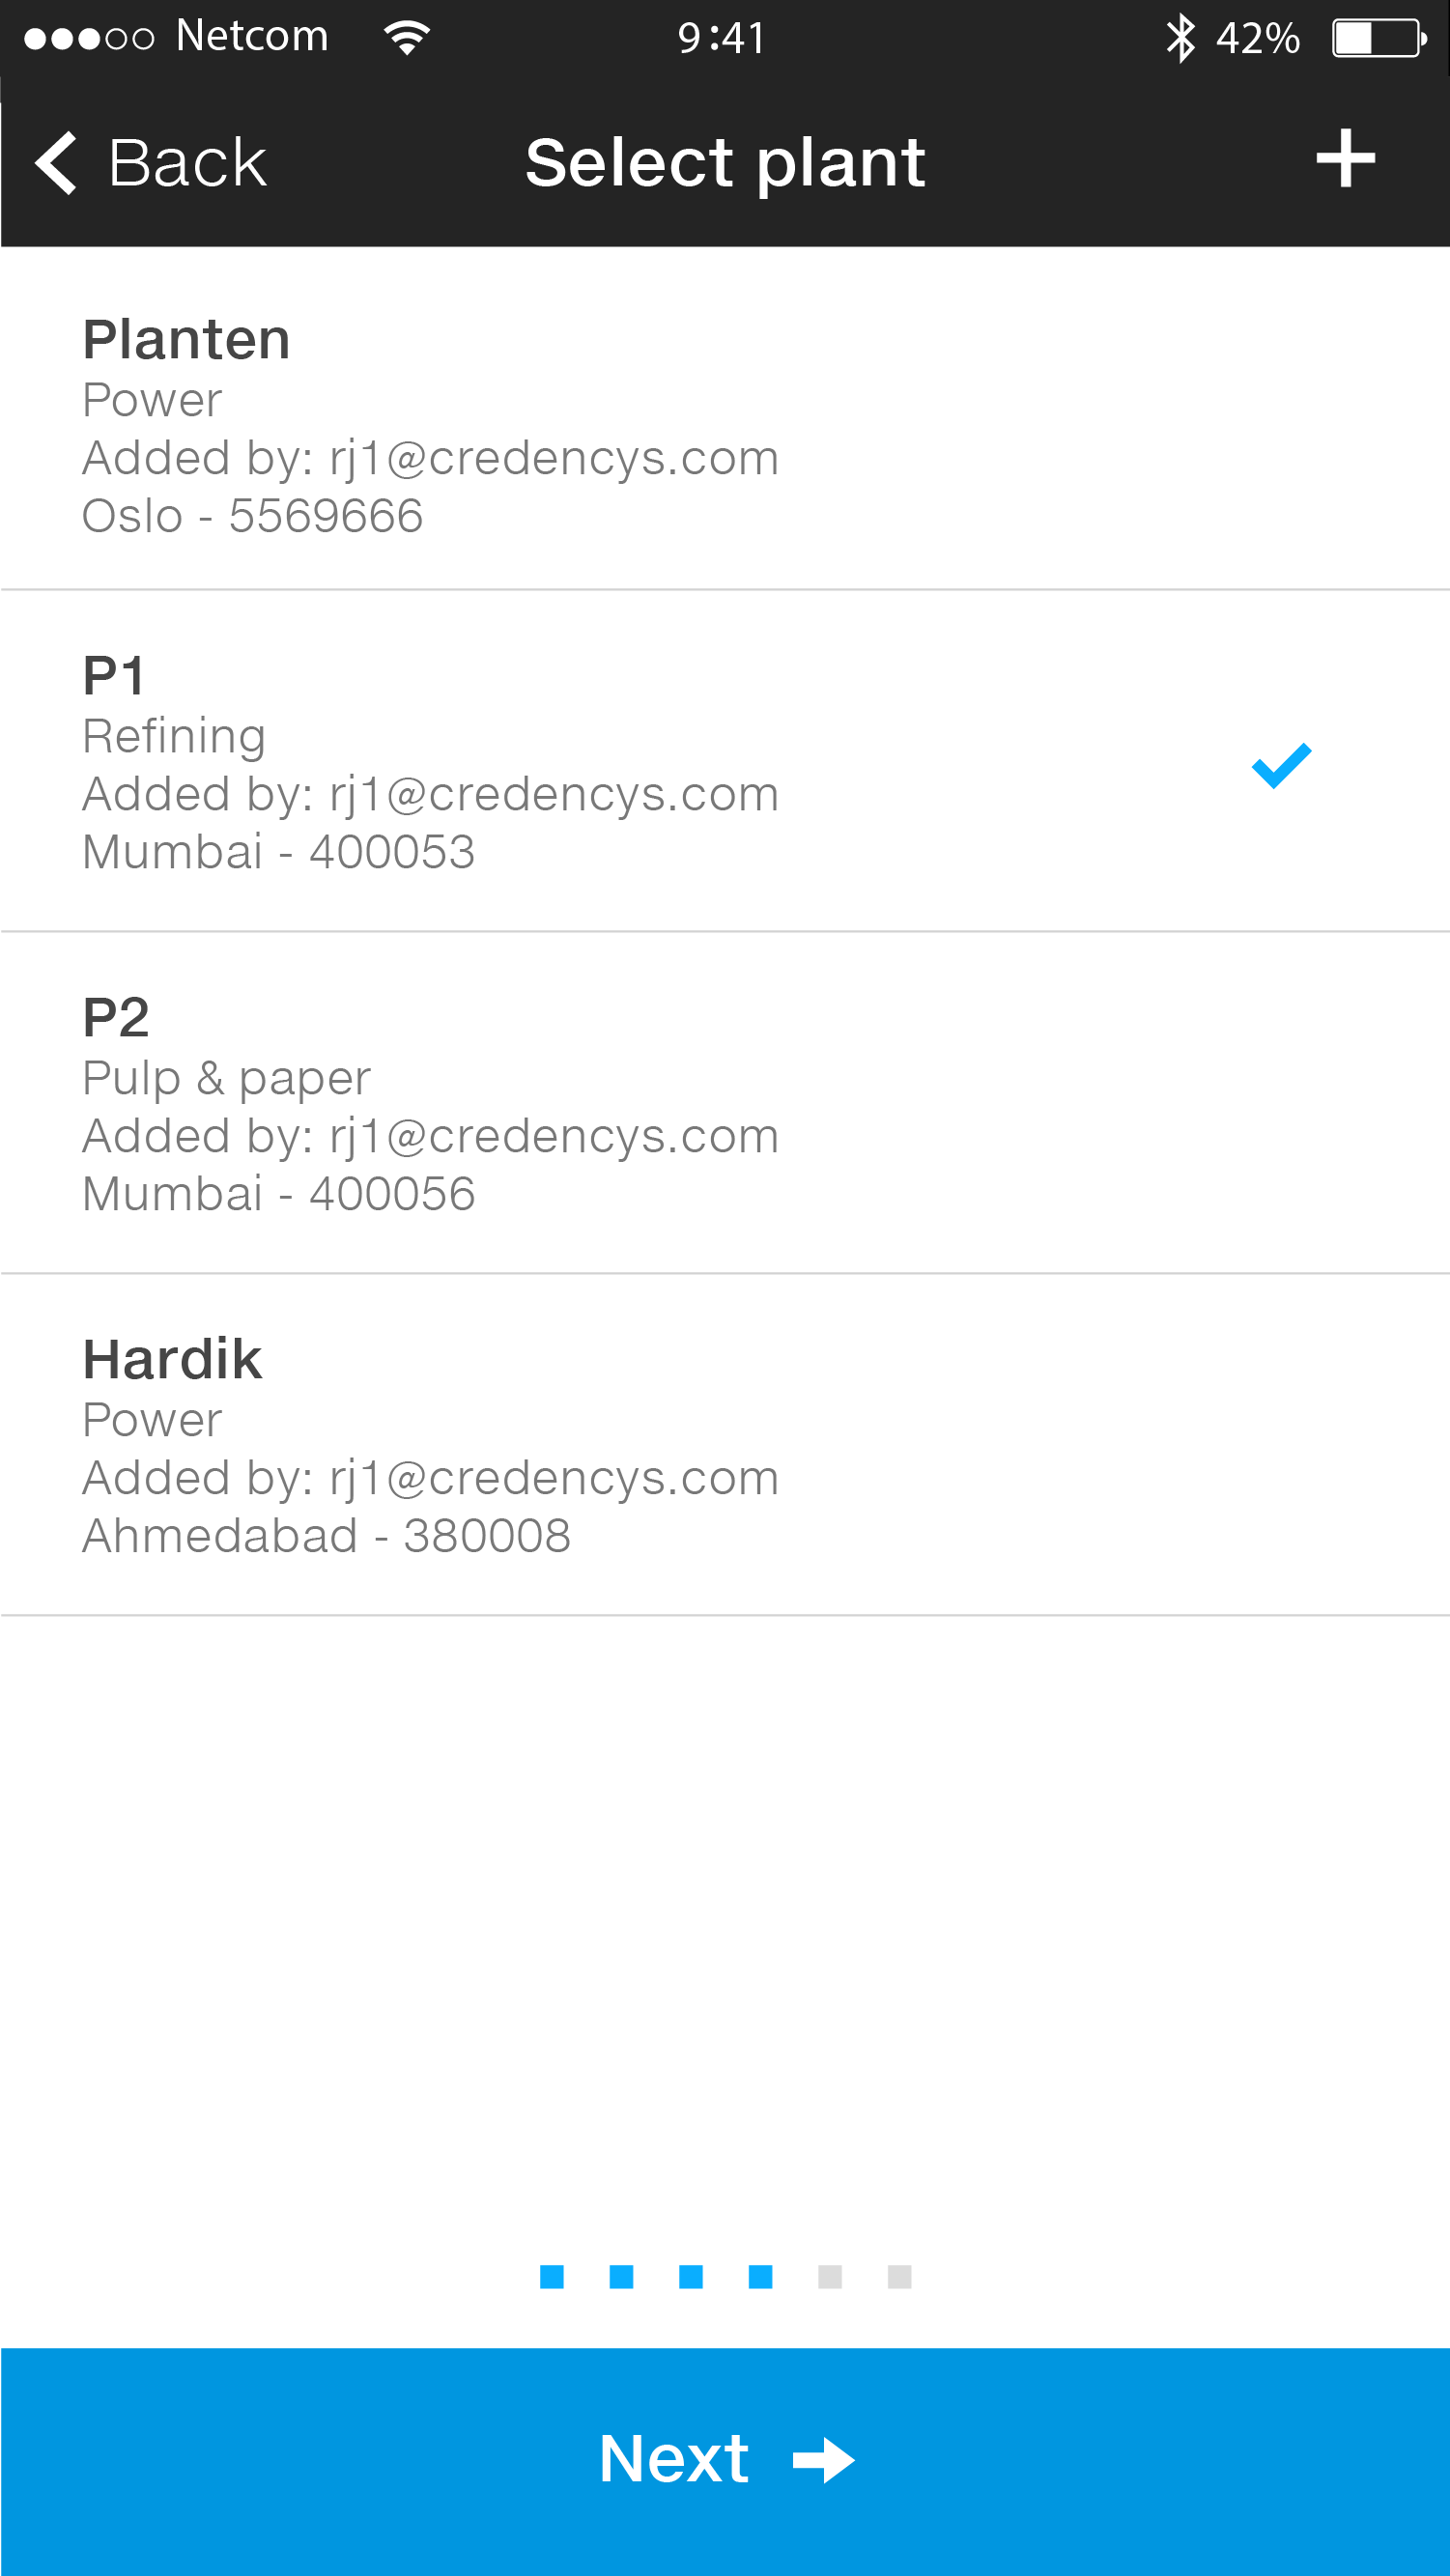 Netcom 9:41 42%
Back Select plant +
Planten
Power
Added by: rj1@credencys.com
Oslo - 5569666
P1
Refining
Added by: rj1@credencys.com
Mumbai - 400053
P2
Pulp & paper
Added by: rj1@credencys.com
Mumbai - 400056
Hardik
Power
Added by: rj1@credencys.com
Ahmedabad - 380008
Next